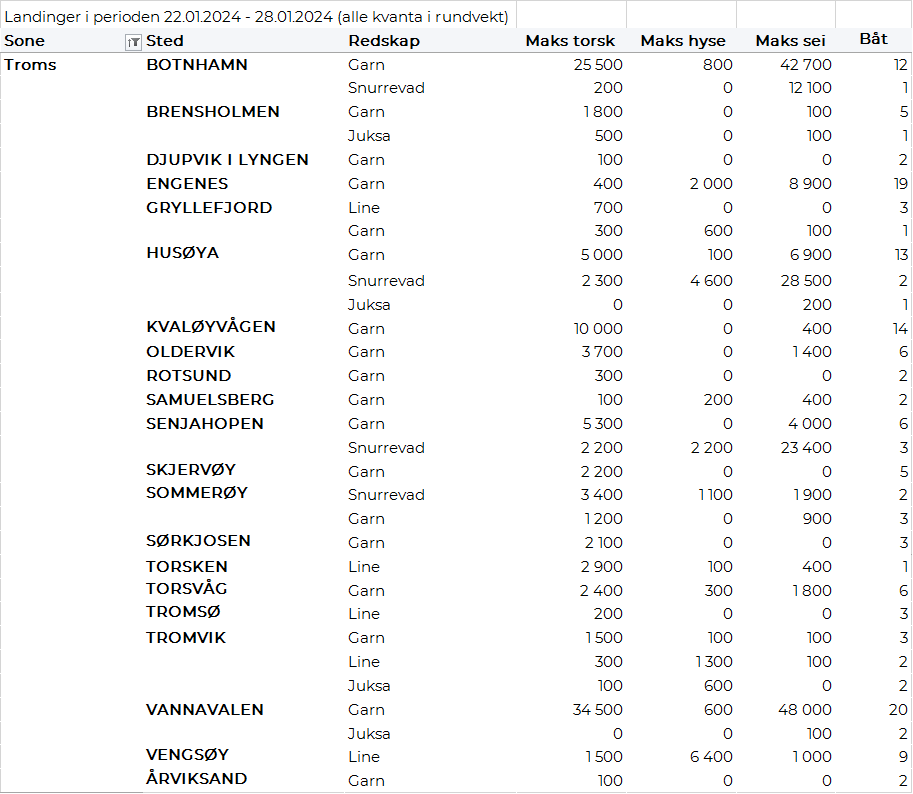 Landinger i perioden 22.01.2024 - 28.01.2024 (alle kvanta i rundvekt)
Sone Sted Redskap Maks torsk Maks hyse Maks sei Båt
Troms BOTNHAMN Garn 25 500 800 42 700 12
Snurrevad 200 0 12 100 1
BRENSHOLMEN Garn 1 800 0 100 5
Juksa 500 0 100 1
DJUPVIK I LYNGEN Garn 100 0 0 2
ENGENES Garn 400 2 000 8 900 19
GRYLLEFJORD Line 700 0 0 3
Garn 300 600 100 1
HUSØYA Garn 5 000 100 6 900 13
Snurrevad 2 300 4 600 28 500 2
Juksa 0 0 200 1
KVALØYVÅGEN Garn 10 000 0 400 14
OLDERVIK Garn 3 700 0 1 400 6
ROTSUND Garn 300 0 0 2
SAMUELSBERG Garn 100 200 400 2
SENJAHOPEN Garn 5 300 0 4 000 6
Snurrevad 2 200 2 200 23 400 3
SKJERVØY Garn 2 200 0 0 5
SOMMERØY Snurrevad 3 400 1 100 1 900 2
Garn 1 200 0 900 3
SØRKJOSEN Garn 2 100 0 0 3
TORSKEN Line 2 900 100 400 1
TORSVÅG Garn 2 400 300 1 800 6
TROMSØ Line 200 0 0 3
TROMVIK Garn 1 500 100 100 3
Line 300 1 300 100 2
Juksa 100 600 0 2
VANNAVALEN Garn 34 500 600 48 000 20
Juksa 0 0 100 2
VENGSØY Line 1 500 6 400 1 000 9
ÅRVIKSAND Garn 100 0 0 2